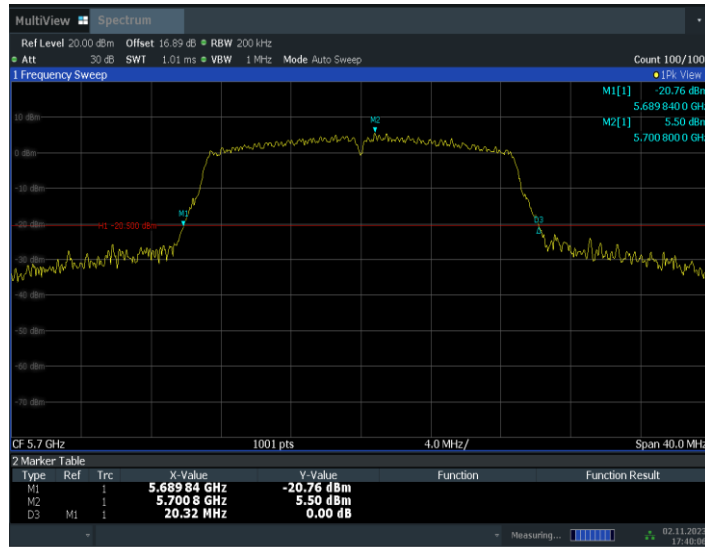 MultiView Spectrum
Ref Level 20.00 dBm Offset 16.89 dB RBW 200 kHz
Att 30 dB SWT 1.01 ms VBW 1 MHz Mode Auto Sweep Count 100/100
1 Frequency Sweep 1Pk View
M1[1] -20.76 dBm
5.689 840 0 GHz
M2[1] 5.50 dBm
5.700 800 0 GHz
10 dBm
M2
0 dBm
-10 dBm
M1
-20 dBm
H1 -20.500 dBm
D3
-30 dBm
-40 dBm
-50 dBm
-60 dBm
-70 dBm
CF 5.7 GHz 1001 pts 4.0 MHz/ Span 40.0 MHz
2 Marker Table
Type Ref Trc X-Value Y-Value Function Function Result
M1 1 5.689 84 GHz -20.76 dBm
M2 1 5.700 8 GHz 5.50 dBm
D3 M1 1 20.32 MHz 0.00 dB
Measuring... 02.11.2023
17:40:06